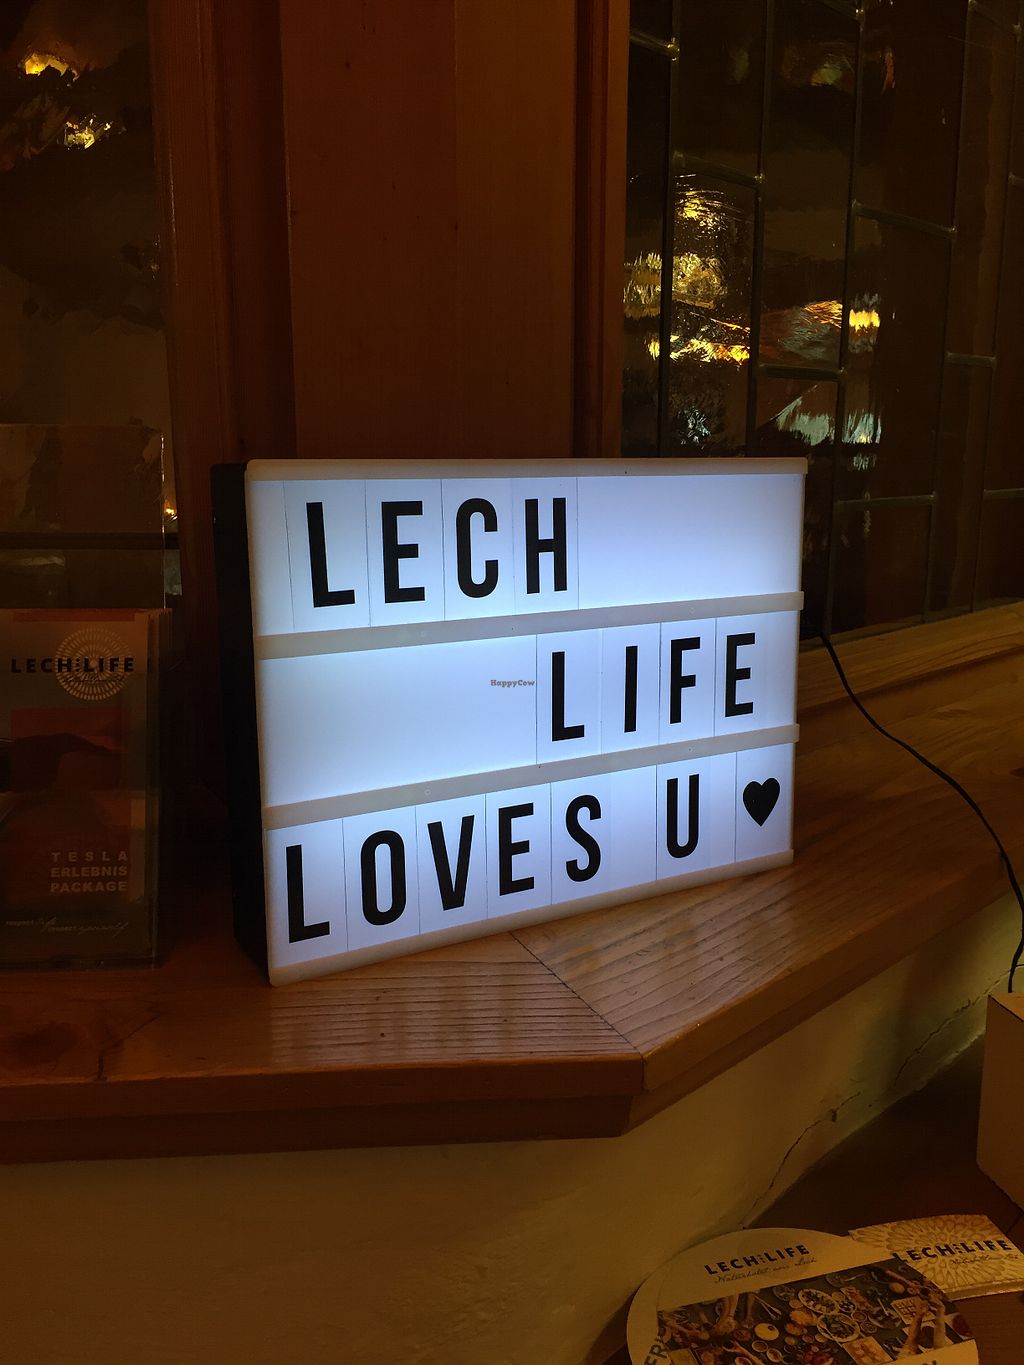 LECH
LIFE
LOVES U ♥
HappyCow
LECH LIFE
TESLA
ERLEBNIS
PACKAGE
LECH LIFE
LECH LIFE